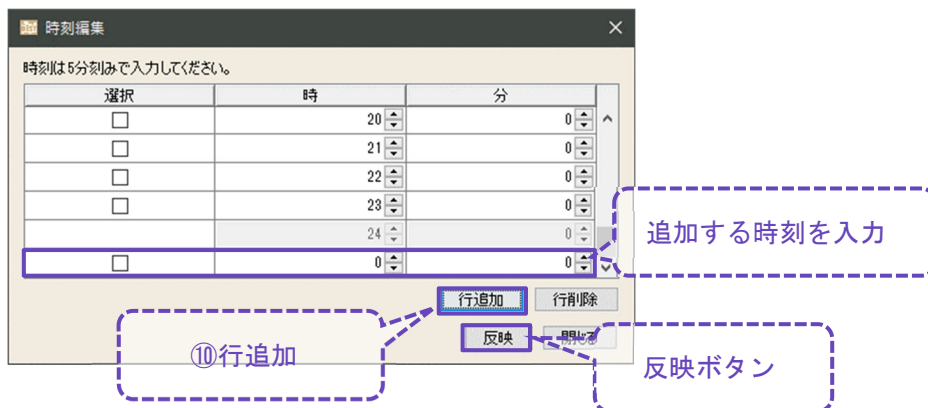 時刻編集
時刻は5分刻みで入力してください。
選択 時 分
20 0
21 0
22 0
23 0
24 0
0 0
追加する時刻を入力
行追加 行削除
反映 閉じる
⑩行追加
反映ボタン